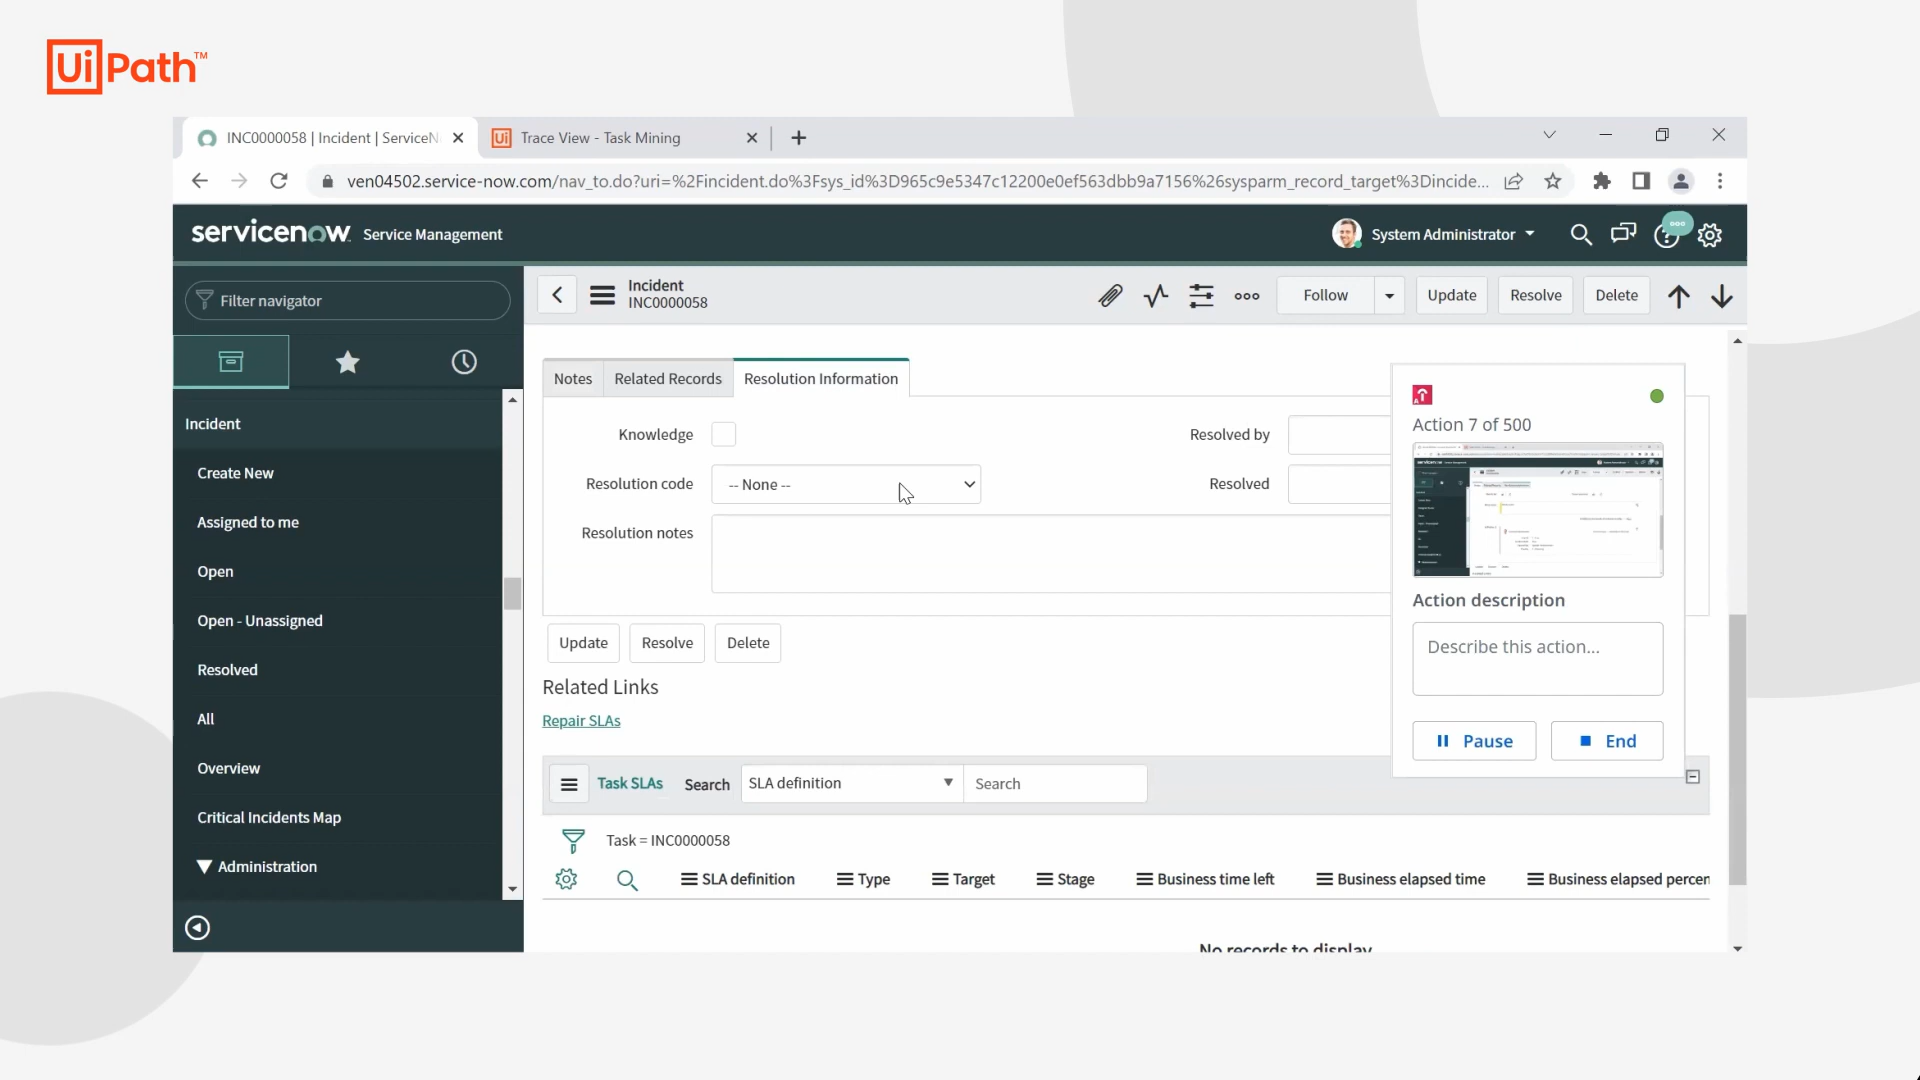 UiPath™
INC0000058 | Incident | ServiceN
Ui Trace View - Task Mining
ven04502.service-now.com/nav_to.do?uri=%2Fincident.do%3Fsys_id%3D965c9e5347c12200e0ef563dbb9a7156%26sysparm_record_target%3Dincide...
servicenow Service Management
System Administrator
Filter navigator
Incident
INC0000058
Follow
Update
Resolve
Delete
Incident
Create New
Assigned to me
Open
Open - Unassigned
Resolved
All
Overview
Critical Incidents Map
▼ Administration
Notes
Related Records
Resolution Information
Knowledge
Resolved by
Resolution code
-- None --
Resolved
Resolution notes
Update
Resolve
Delete
Related Links
Repair SLAs
Action 7 of 500
Action description
Describe this action...
Pause
End
Task SLAs
Search
SLA definition
Search
Task = INC0000058
SLA definition
Type
Target
Stage
Business time left
Business elapsed time
Business elapsed percen
No records to display